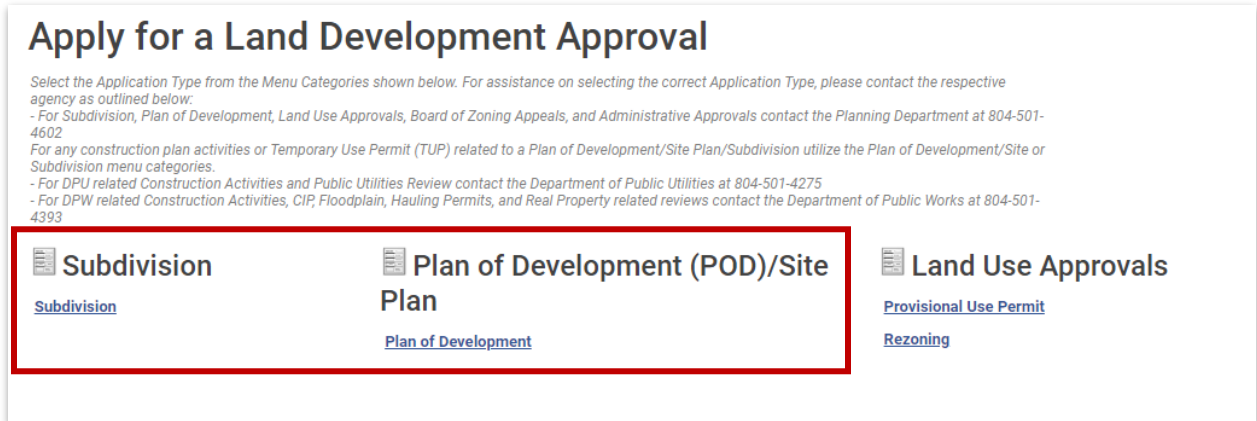 Apply for a Land Development Approval
Select the Application Type from the Menu Categories shown below. For assistance on selecting the correct Application Type, please contact the respective
agency as outlined below:
- For Subdivision, Plan of Development, Land Use Approvals, Board of Zoning Appeals, and Administrative Approvals contact the Planning Department at 804-501-
4602
For any construction plan activities or Temporary Use Permit (TUP) related to a Plan of Development/Site Plan/Subdivision utilize the Plan of Development/Site or
Subdivision menu categories.
- For DPU related Construction Activities and Public Utilities Review contact the Department of Public Utilities at 804-501-4275
- For DPW related Construction Activities, CIP, Floodplain, Hauling Permits, and Real Property related reviews contact the Department of Public Works at 804-501-
4393
Subdivision
Subdivision
Plan of Development (POD)/Site
Plan
Plan of Development
Land Use Approvals
Provisional Use Permit
Rezoning